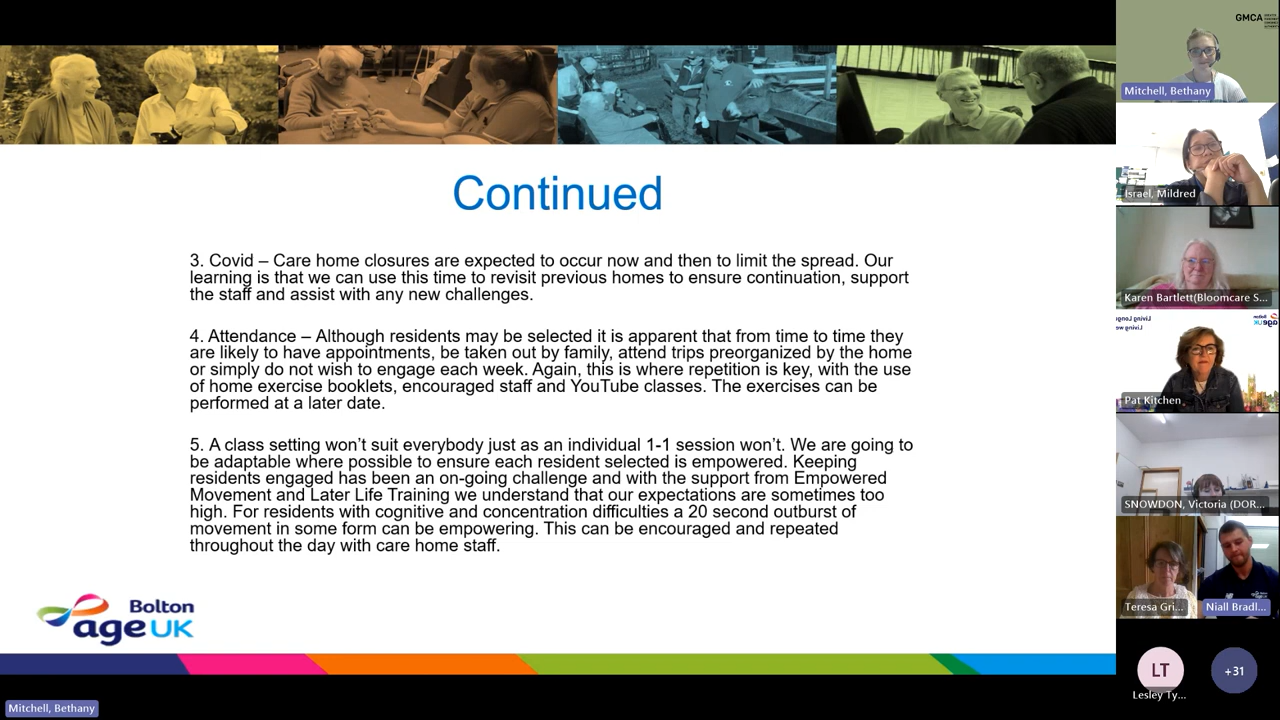 Continued
3. Covid – Care home closures are expected to occur now and then to limit the spread. Our
learning is that we can use this time to revisit previous homes to ensure continuation, support
the staff and assist with any new challenges.
4. Attendance – Although residents may be selected it is apparent that from time to time they
are likely to have appointments, be taken out by family, attend trips preorganized by the home
or simply do not wish to engage each week. Again, this is where repetition is key, with the use
of home exercise booklets, encouraged staff and YouTube classes. The exercises can be
performed at a later date.
5. A class setting won’t suit everybody just as an individual 1-1 session won’t. We are going to
be adaptable where possible to ensure each resident selected is empowered. Keeping
residents engaged has been an on-going challenge and with the support from Empowered
Movement and Later Life Training we understand that our expectations are sometimes too
high. For residents with cognitive and concentration difficulties a 20 second outburst of
movement in some form can be empowering. This can be encouraged and repeated
throughout the day with care home staff.
Bolton
age UK
Mitchell, Bethany
GMCA
Mitchell, Bethany
Israel, Mildred
Karen Bartlett(Bloomcare S...
Bolton
age UK
Living Long
Living we
Pat Kitchen
SNOWDON, Victoria (DOR...
Teresa Gri...
Niall Bradl...
LT
Lesley Ty...
+31